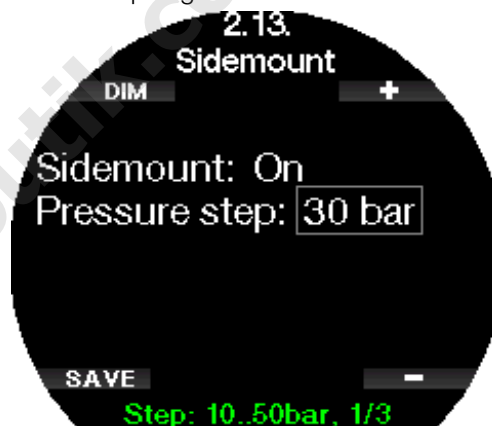 2.13.
Sidemount
DIM +
Sidemount: On
Pressure step: 30 bar
SAVE -
Step: 10..50bar, 1/3